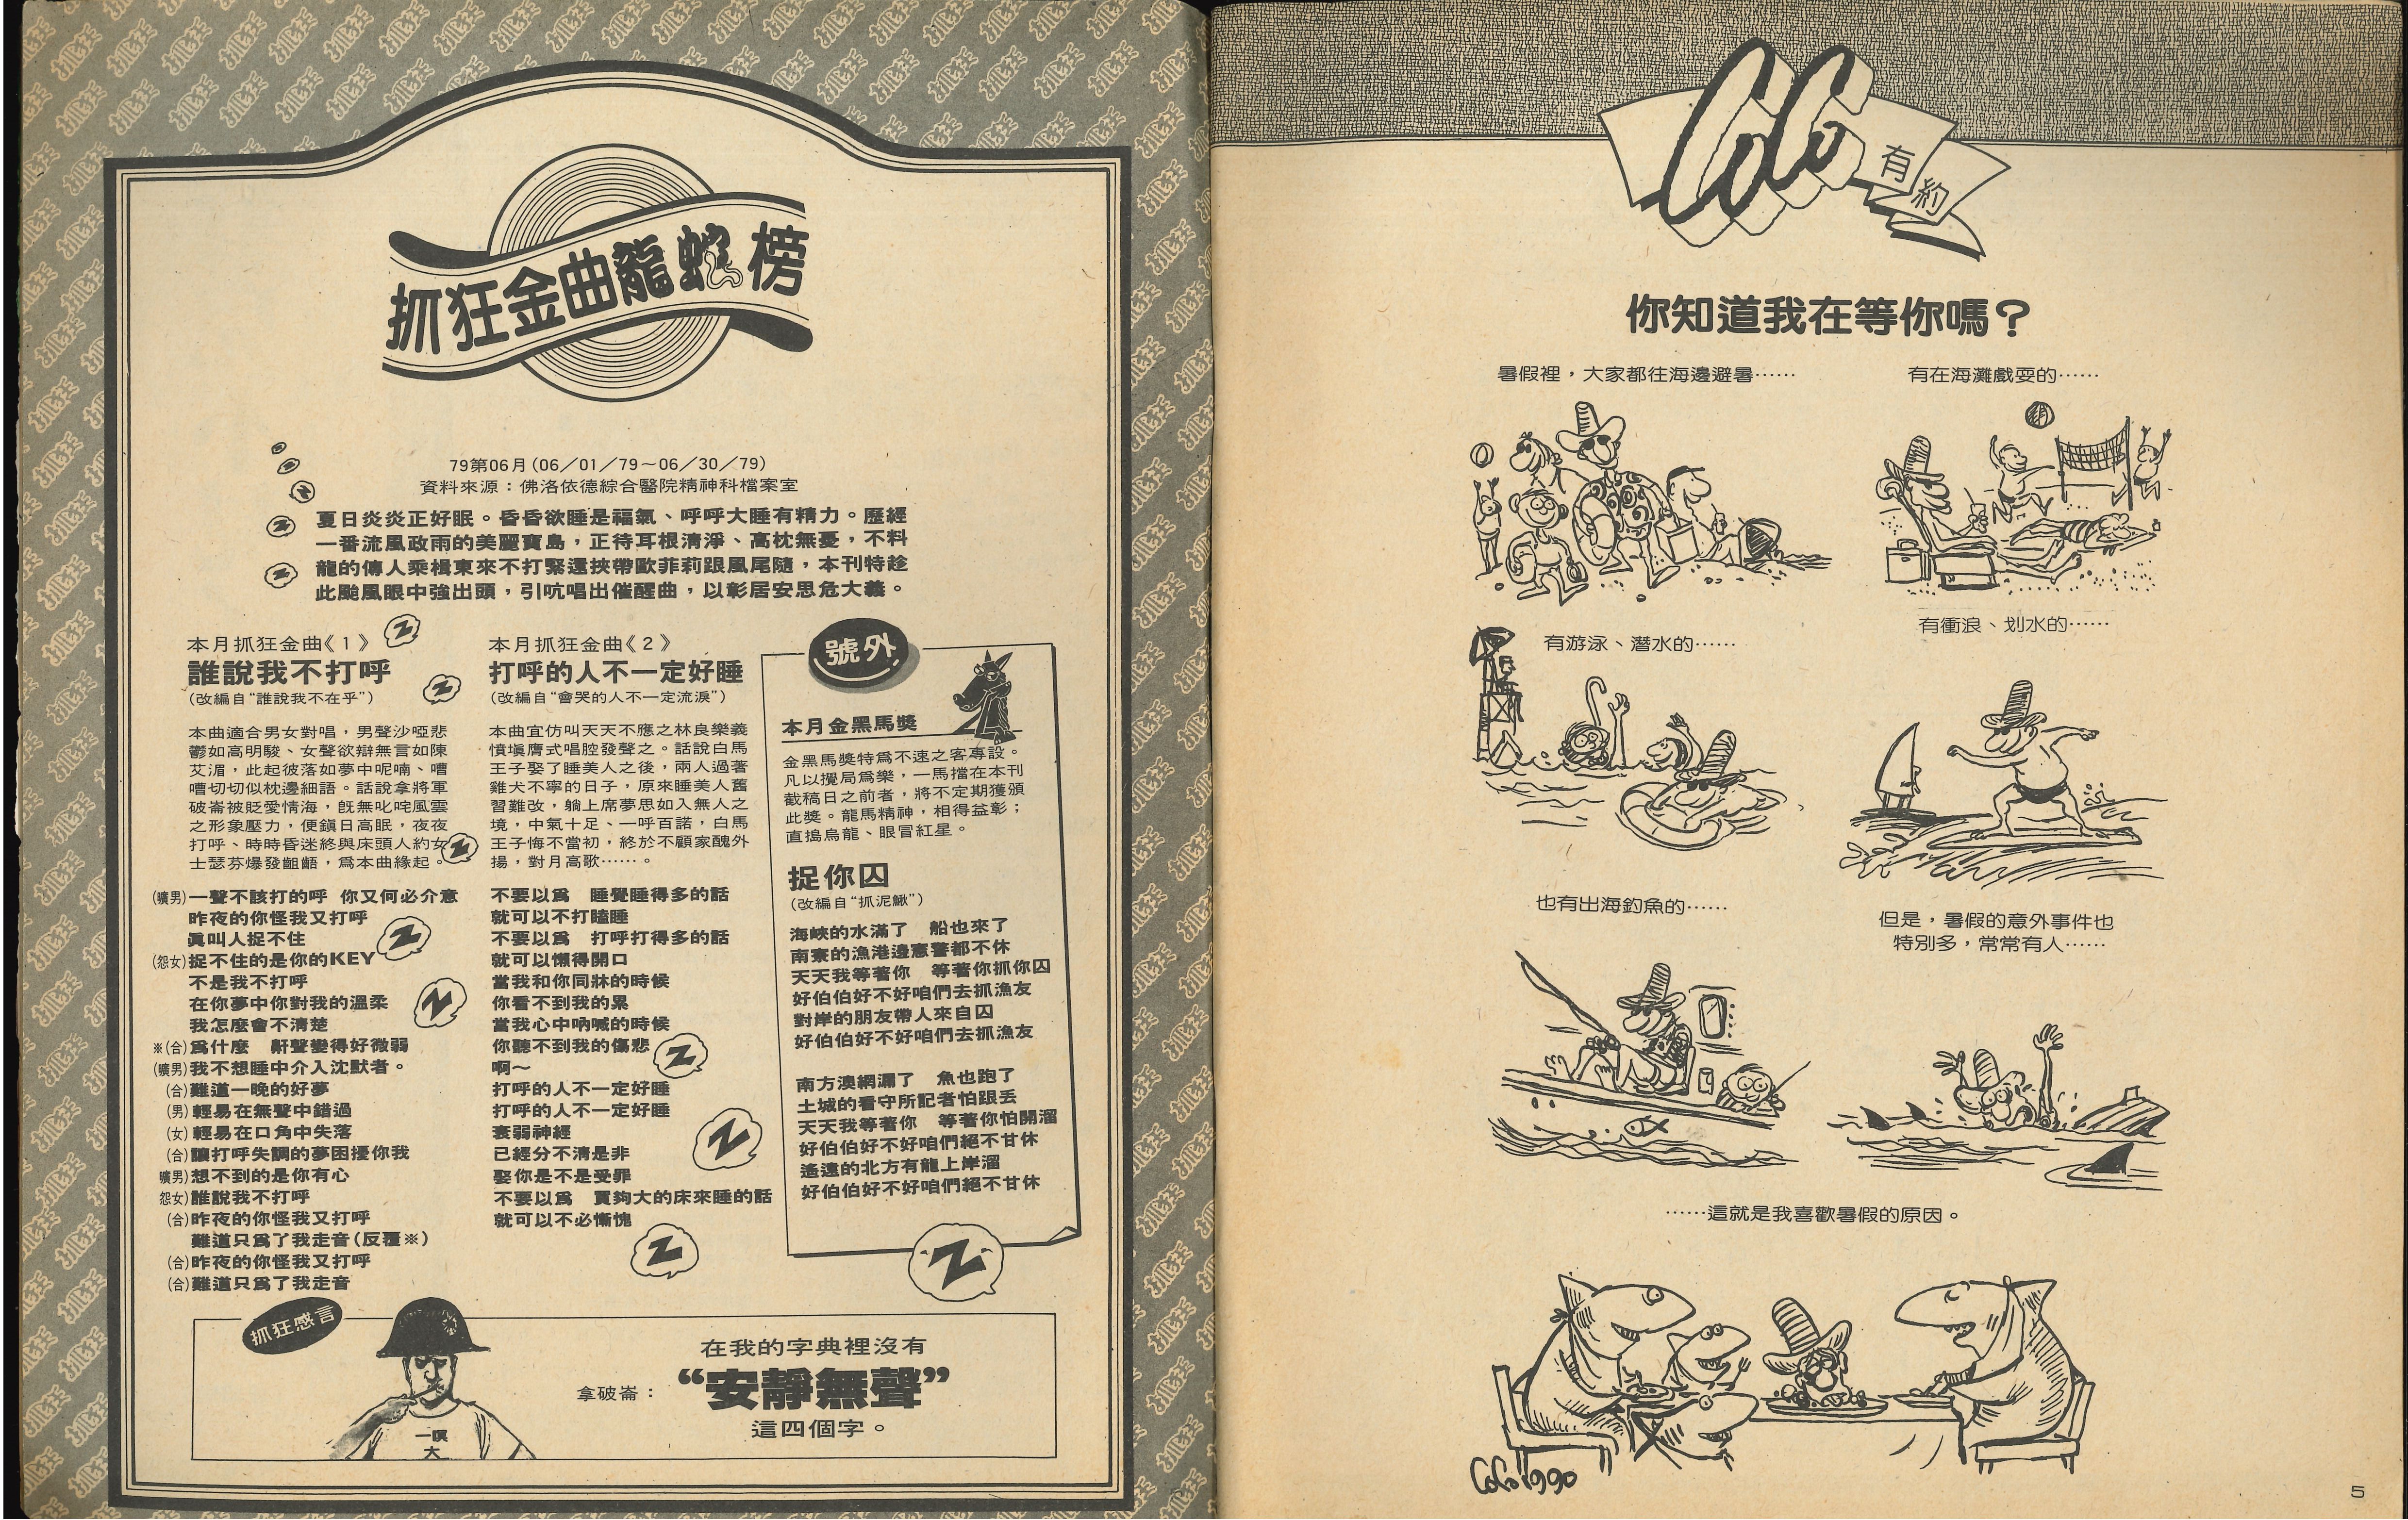 抓狂金曲龍蛇榜
79第06月(06/01/79～06/30/79)
資料來源：佛洛依德綜合醫院精神科檔案室
夏日炎炎正好眠。昏昏欲睡是福氣、呼呼大睡有精力。歷經
一番流風政雨的美麗寶島，正待耳根清淨、高枕無憂，不料
龍的傳人乘楫東來不打緊還挾帶歐菲莉跟風尾隨，本刊特趁
此颱風眼中強出頭，引吭唱出催醒曲，以彰居安思危大義。
本月抓狂金曲《1》
誰說我不打呼
(改編自“誰說我不在乎”)
本曲適合男女對唱，男聲沙啞悲
鬱如高明駿、女聲欲辯無言如陳
艾湄，此起彼落如夢中呢喃、嘈
嘈切切似枕邊細語。話說拿將軍
破崙被貶愛情海，旣無叱咤風雲
之形象壓力，便鎭日高眠，夜夜
打呼、時時昏迷終與床頭人約女
士瑟芬爆發齟齬，爲本曲緣起。
(曠男)一聲不該打的呼 你又何必介意
昨夜的你怪我又打呼
眞叫人捉不住
(怨女)捉不住的是你的KEY
不是我不打呼
在你夢中你對我的溫柔
我怎麼會不清楚
※(合)爲什麼 鼾聲變得好微弱
(曠男)我不想睡中介入沈默者。
(合)難道一晚的好夢
(男)輕易在無聲中錯過
(女)輕易在口角中失落
(合)讓打呼失調的夢困擾你我
曠男)想不到的是你有心
怨女)誰說我不打呼
(合)昨夜的你怪我又打呼
難道只爲了我走音(反覆※)
(合)昨夜的你怪我又打呼
(合)難道只爲了我走音
本月抓狂金曲《2》
打呼的人不一定好睡
(改編自“會哭的人不一定流淚”)
本曲宜仿叫天天不應之林良樂義
憤塡膺式唱腔發聲之。話說白馬
王子娶了睡美人之後，兩人過著
雞犬不寧的日子，原來睡美人舊
習難改，躺上席夢思如入無人之
境，中氣十足、一呼百諾，白馬
王子悔不當初，終於不顧家醜外
揚，對月高歌……。
不要以爲 睡覺睡得多的話
就可以不打瞌睡
不要以爲 打呼打得多的話
就可以懶得開口
當我和你同牀的時候
你看不到我的累
當我心中吶喊的時候
你聽不到我的傷悲
啊～
打呼的人不一定好睡
打呼的人不一定好睡
衰弱神經
已經分不清是非
娶你是不是受罪
不要以爲 買夠大的床來睡的話
就可以不必慚愧
號外
本月金黑馬獎
金黑馬獎特爲不速之客專設。
凡以攪局爲樂，一馬擋在本刊
截稿日之前者，將不定期獲頒
此獎。龍馬精神，相得益彰；
直搗烏龍、眼冒紅星。
捉你囚
(改編自“抓泥鰍”)
海峽的水滿了 船也來了
南寮的漁港邊憲警都不休
天天我等著你 等著你抓你囚
好伯伯好不好咱們去抓漁友
對岸的朋友帶人來自囚
好伯伯好不好咱們去抓漁友
南方澳網漏了 魚也跑了
土城的看守所記者怕跟丟
天天我等著你 等著你怕開溜
好伯伯好不好咱們絕不甘休
遙遠的北方有龍上岸溜
好伯伯好不好咱們絕不甘休
抓狂感言
一暝
大
拿破崙：
在我的字典裡沒有
“安靜無聲”
這四個字。
CoCo
有約
你知道我在等你嗎？
暑假裡，大家都往海邊避暑……
有在海灘戲耍的……
有游泳、潛水的……
有衝浪、划水的……
也有出海釣魚的……
但是，暑假的意外事件也
特別多，常常有人……
……這就是我喜歡暑假的原因。
CoCo1990
5